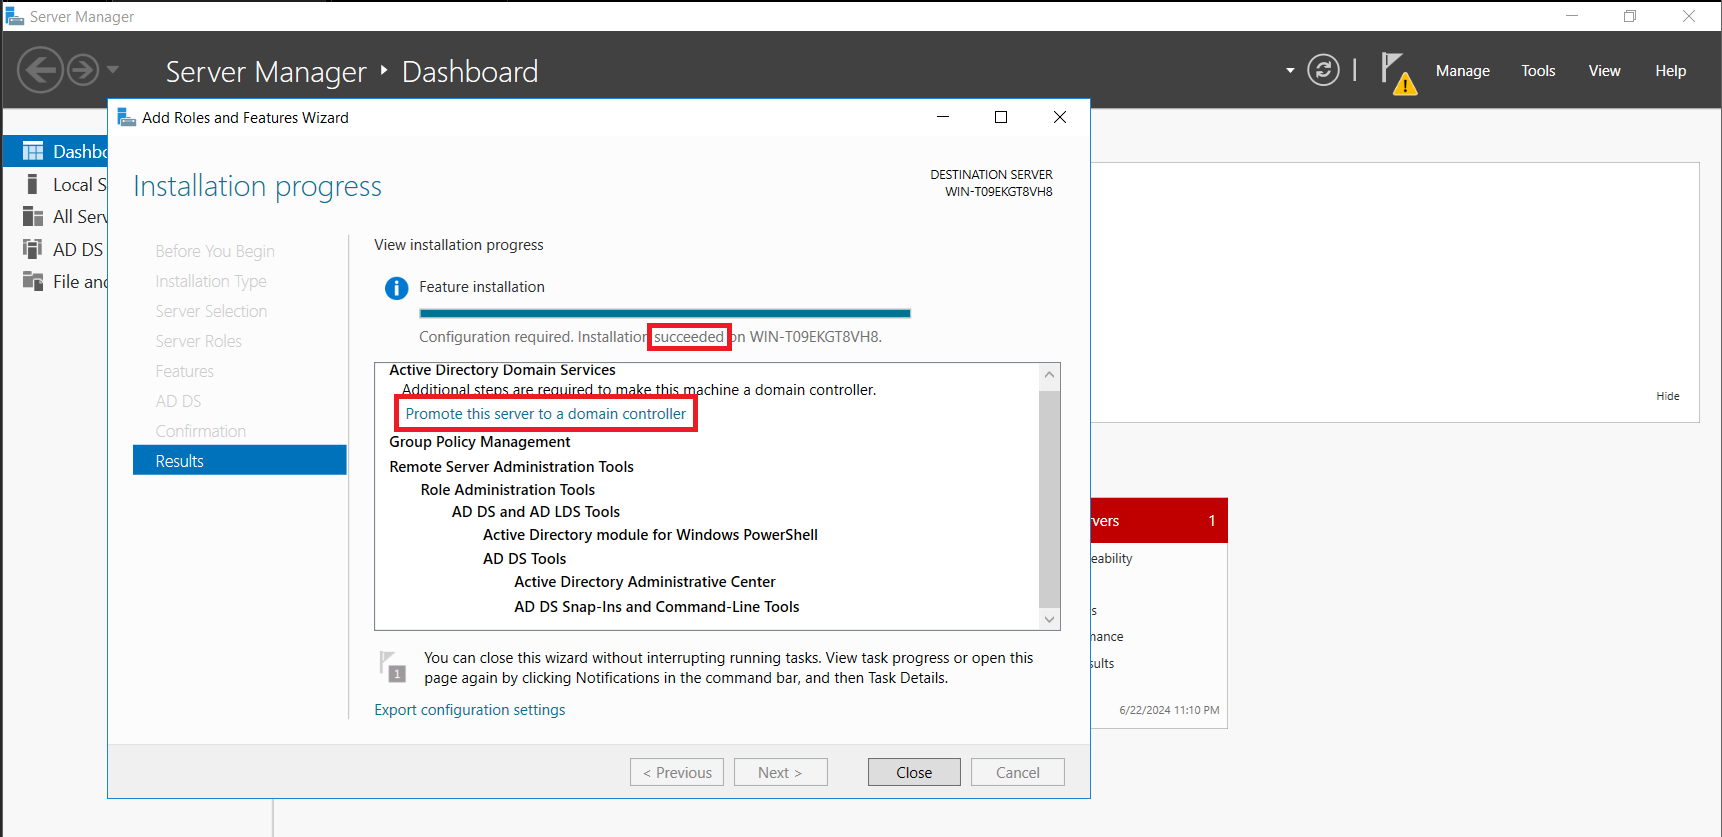 Server Manager
Server Manager Dashboard
Manage Tools View Help
Add Roles and Features Wizard
Installation progress
DESTINATION SERVER
WIN-T09EKGT8VH8
Local S
AD DS
Before You Begin
Installation Type
Server Selection
Server Roles
Features
AD DS
Confirmation
Results
View installation progress
Feature installation
Configuration required. Installation succeeded on WIN-T09EKGT8VH8.
Active Directory Domain Services
Additional steps are required to make this machine a domain controller.
Promote this server to a domain controller
Group Policy Management
Remote Server Administration Tools
Role Administration Tools
AD DS and AD LDS Tools
Active Directory module for Windows PowerShell
AD DS Tools
Active Directory Administrative Center
AD DS Snap-Ins and Command-Line Tools
1
You can close this wizard without interrupting running tasks. View task progress or open this
page again by clicking Notifications in the command bar, and then Task Details.
Export configuration settings
< Previous
Next >
Close
Cancel
Dashbo
All Serv
File and
Hide
vers 1
eability
s
mance
sults
6/22/2024 11:10 PM